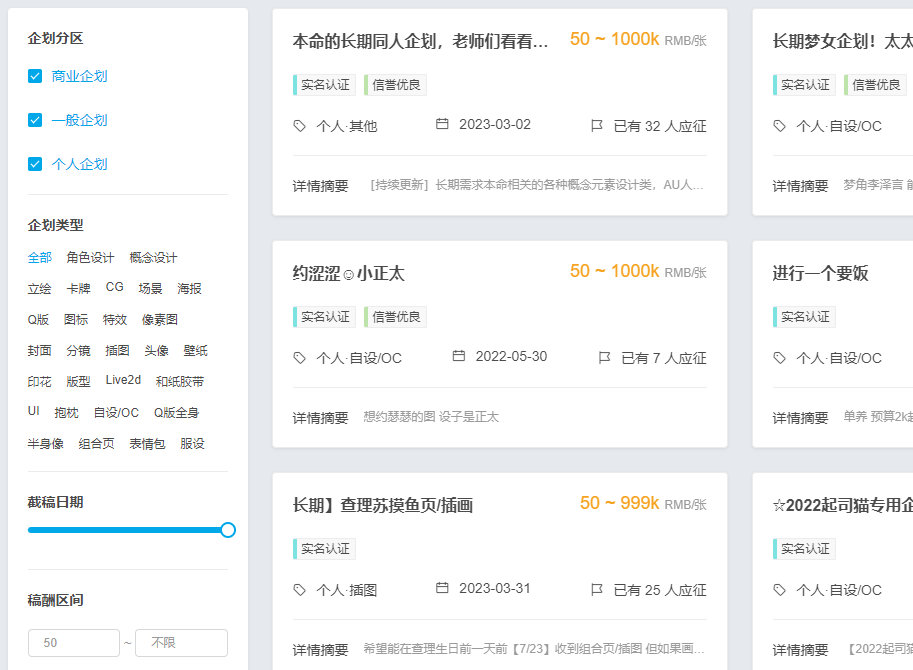 企划分区
商业企划
一般企划
个人企划
企划类型
全部 角色设计 概念设计
立绘 卡牌 CG 场景 海报
Q版 图标 特效 像素图
封面 分镜 插图 头像 壁纸
印花 版型 Live2d 和纸胶带
UI 抱枕 自设/OC Q版全身
半身像 组合页 表情包 服设
截稿日期
稿酬区间
50 ~ 不限
本命的长期同人企划，老师们看看... 50 ~ 1000k RMB/张
实名认证 信誉优良
个人·其他 2023-03-02 已有 32 人应征
详情摘要 [持续更新］长期需求本命相关的各种概念元素设计类，AU人...
约涩涩☺小正太 50 ~ 1000k RMB/张
实名认证 信誉优良
个人·自设/OC 2022-05-30 已有 7 人应征
详情摘要 想约瑟瑟的图 设子是正太
长期】查理苏摸鱼页/插画 50 ~ 999k RMB/张
实名认证
个人·插图 2023-03-31 已有 25 人应征
详情摘要 希望能在查理生日前一天前【7/23】收到组合页/插图 但如果画...
长期梦女企划！太太
实名认证 信誉优良
个人·自设/OC
详情摘要 梦角李泽言
进行一个要饭
实名认证
个人·自设/OC
详情摘要 单养 预算2k
☆2022起司猫专用企
实名认证
个人·自设/OC
详情摘要 【2022起司猫